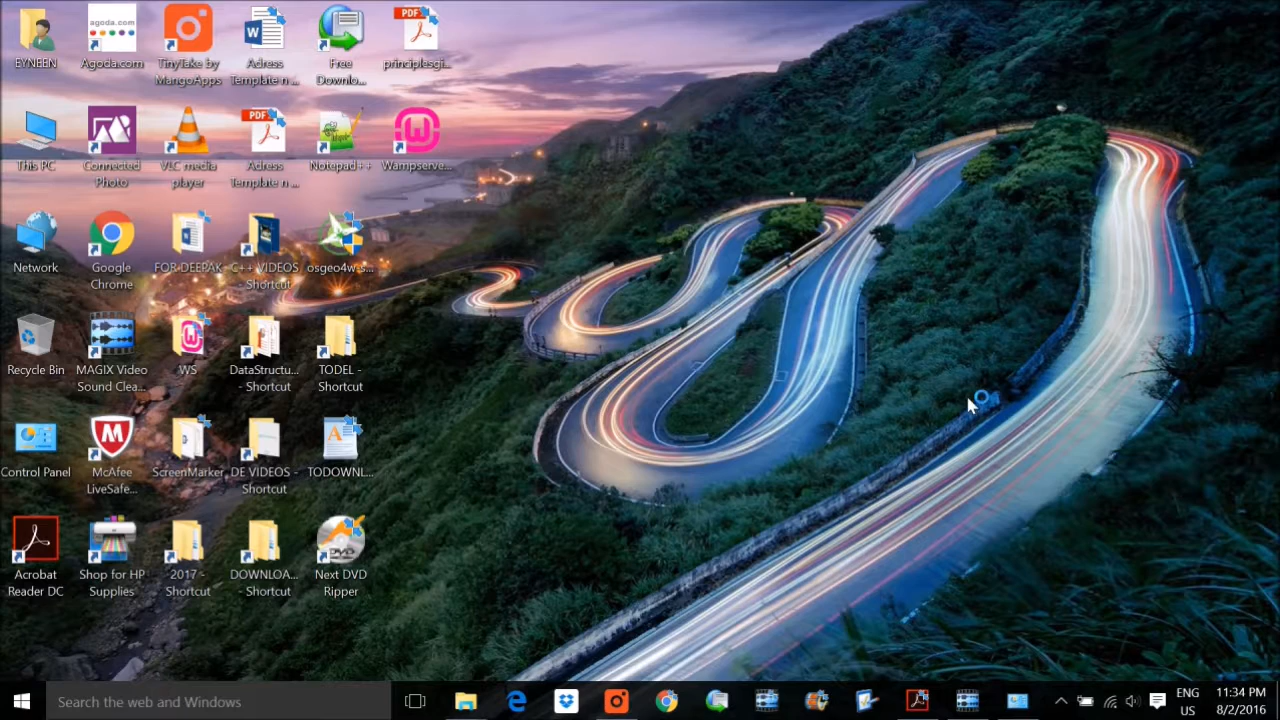 EYNEEN
agoda.com
Agoda.com
TinyTake by
MangoApps
Adress
Template n...
Free
Downlo...
PDF
principlesgi...
This PC
Connected
Photo
VLC media
player
PDF
Adress
Template n...
Notepad++
Wampserve...
Network
Google
Chrome
FOR DEEPAK
C++ VIDEOS
- Shortcut
osgeo4w-s...
Recycle Bin
MAGIX Video
Sound Clea...
WS
DataStructu...
- Shortcut
TODEL -
Shortcut
Control Panel
McAfee
LiveSafe...
ScreenMarker
DE VIDEOS -
Shortcut
TODOWNL...
Acrobat
Reader DC
Shop for HP
Supplies
2017 -
Shortcut
DOWNLOA...
- Shortcut
DVD
Next DVD
Ripper
Search the web and Windows
ENG
US
11:34 PM
8/2/2016